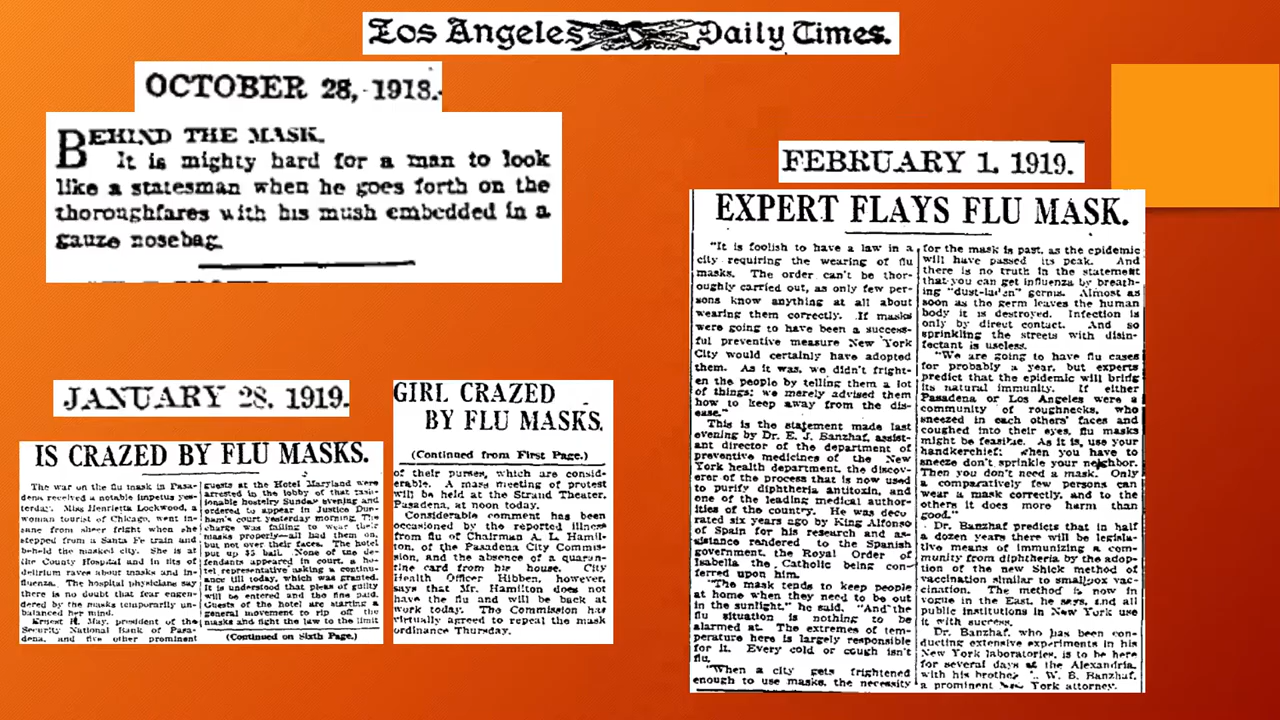 Los Angeles Daily Times.
OCTOBER 28, 1918.
BEHIND THE MASK.
It is mighty hard for a man to look
like a statesman when he goes forth on the
thoroughfares with his mush embedded in a
gauze nosebag.
JANUARY 28, 1919.
IS CRAZED BY FLU MASKS.
The war on the flu mask in Pasa-
dena received a notable impetus yes-
terday. Miss Henrietta Lockwood, a
woman tourist of Chicago, went in-
sane from sheer fright when she
stepped from a Santa Fe train and
beheld the masked city. She is at
the County Hospital and in fits of
delirium raves about masks and in-
fluenza. The hospital physicians say
there is no doubt that fear engen-
dered by the masks temporarily un-
balanced her mind.
Ernest H. May, president of the
Security National Bank of Pasa-
dena, and five other prominent
guests at the Hotel Maryland were
arrested in the lobby of that fash-
ionable hostelry Sunday evening and
ordered to appear in Justice Dun-
ham's court yesterday morning. The
charge was failing to wear their
masks properly—all had them on,
but not over their faces. The hotel
put up $5 bail. None of the de-
fendants appeared in court, a ho-
tel representative asking a continu-
ance till today, which was granted.
It is understood that pleas of guilty
will be entered and the fine paid.
Guests of the hotel are starting a
general movement to rip off the
masks and fight the law to the limit
(Continued on Sixth Page.)
GIRL CRAZED
BY FLU MASKS.
(Continued from First Page.)
of their purses, which are consid-
erable. A mass meeting of protest
will be held at the Strand Theater,
Pasadena, at noon today.
Considerable comment has been
occasioned by the reported illness
from flu of Chairman A. L. Hamil-
ton, of the Pasadena City Commis-
sion, and the absence of a quaran-
tine card from his house. City
Health Officer Hibben, however,
says that Mr. Hamilton does not
have the flu and will be back at
work today. The Commission has
virtually agreed to repeal the mask
ordinance Thursday.
FEBRUARY 1, 1919.
EXPERT FLAYS FLU MASK.
"It is foolish to have a law in a
city requiring the wearing of flu
masks. The order can't be thor-
oughly carried out, as only few per-
sons know anything at all about
wearing them correctly. If masks
were going to have been a success-
ful preventive measure New York
City would certainly have adopted
them. As it was, we didn't fright-
en the people by telling them a lot
of things; we merely advised them
how to keep away from the dis-
ease."
This is the statement made last
evening by Dr. E. J. Banzhaf, assist-
ant director of the department of
preventive medicines of the New
York health department, the discov-
erer of the process that is now used
to purify diphtheria antitoxin, and
one of the leading medical author-
ities of the country. He was deco
rated six years ago by King Alfonso
of Spain for his research and as-
sistance rendered to the Spanish
government, the Royal Order of
Isabella the Catholic being con-
ferred upon him.
"The mask tends to keep people
at home when they need to be out
in the sunlight," he said, "And the
flu situation is nothing to be
alarmed at. The extremes of tem-
perature here is largely responsible
for it. Every cold or cough isn't
flu.
"When a city gets frightened
enough to use masks, the necessity
for the mask is past, as the epidemic
will have passed its peak. And
there is no truth in the statement
that you can get influenza by breath-
ing "dust-laden" germs. Almost as
soon as the germ leaves the human
body it is destroyed. Infection is
only by direct contact. And so
sprinkling the streets with disin-
fectant is useless.
"We are going to have flu cases
for probably a year, but experts
predict that the epidemic will bring
its natural immunity. If either
Pasadena or Los Angeles were a
community of roughnecks, who
sneezed in each others' faces and
coughed into their eyes, flu masks
might be feasible. As it is, use your
handkerchief; when you have to
sneeze don't sprinkle your neighbor.
Then you don't need a mask. Only
a comparatively few persons can
wear a mask correctly, and to the
others it does more harm than
good."
Dr. Banzhaf predicts that in half
a dozen years there will be legisla-
tive means of immunizing a com-
munity from diphtheria by the adop-
tion of the new Shick method of
vaccination similar to smallpox vac-
cination. The method is now in
vogue in the East, he says, and all
public institutions in New York use
it with success.
Dr. Banzhaf, who has been con-
ducting extensive experiments in his
New York laboratories, is to be here
for several days at the Alexandria,
with his brother W. B. Banzhaf,
a prominent New York attorney.